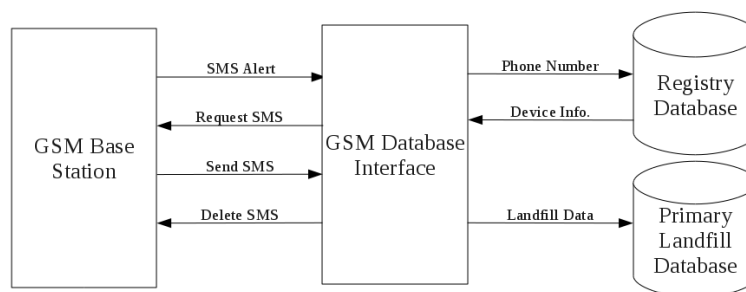 GSM Base
Station
SMS Alert
Request SMS
Send SMS
Delete SMS
GSM Database
Interface
Phone Number
Device Info.
Landfill Data
Registry
Database
Primary
Landfill
Database